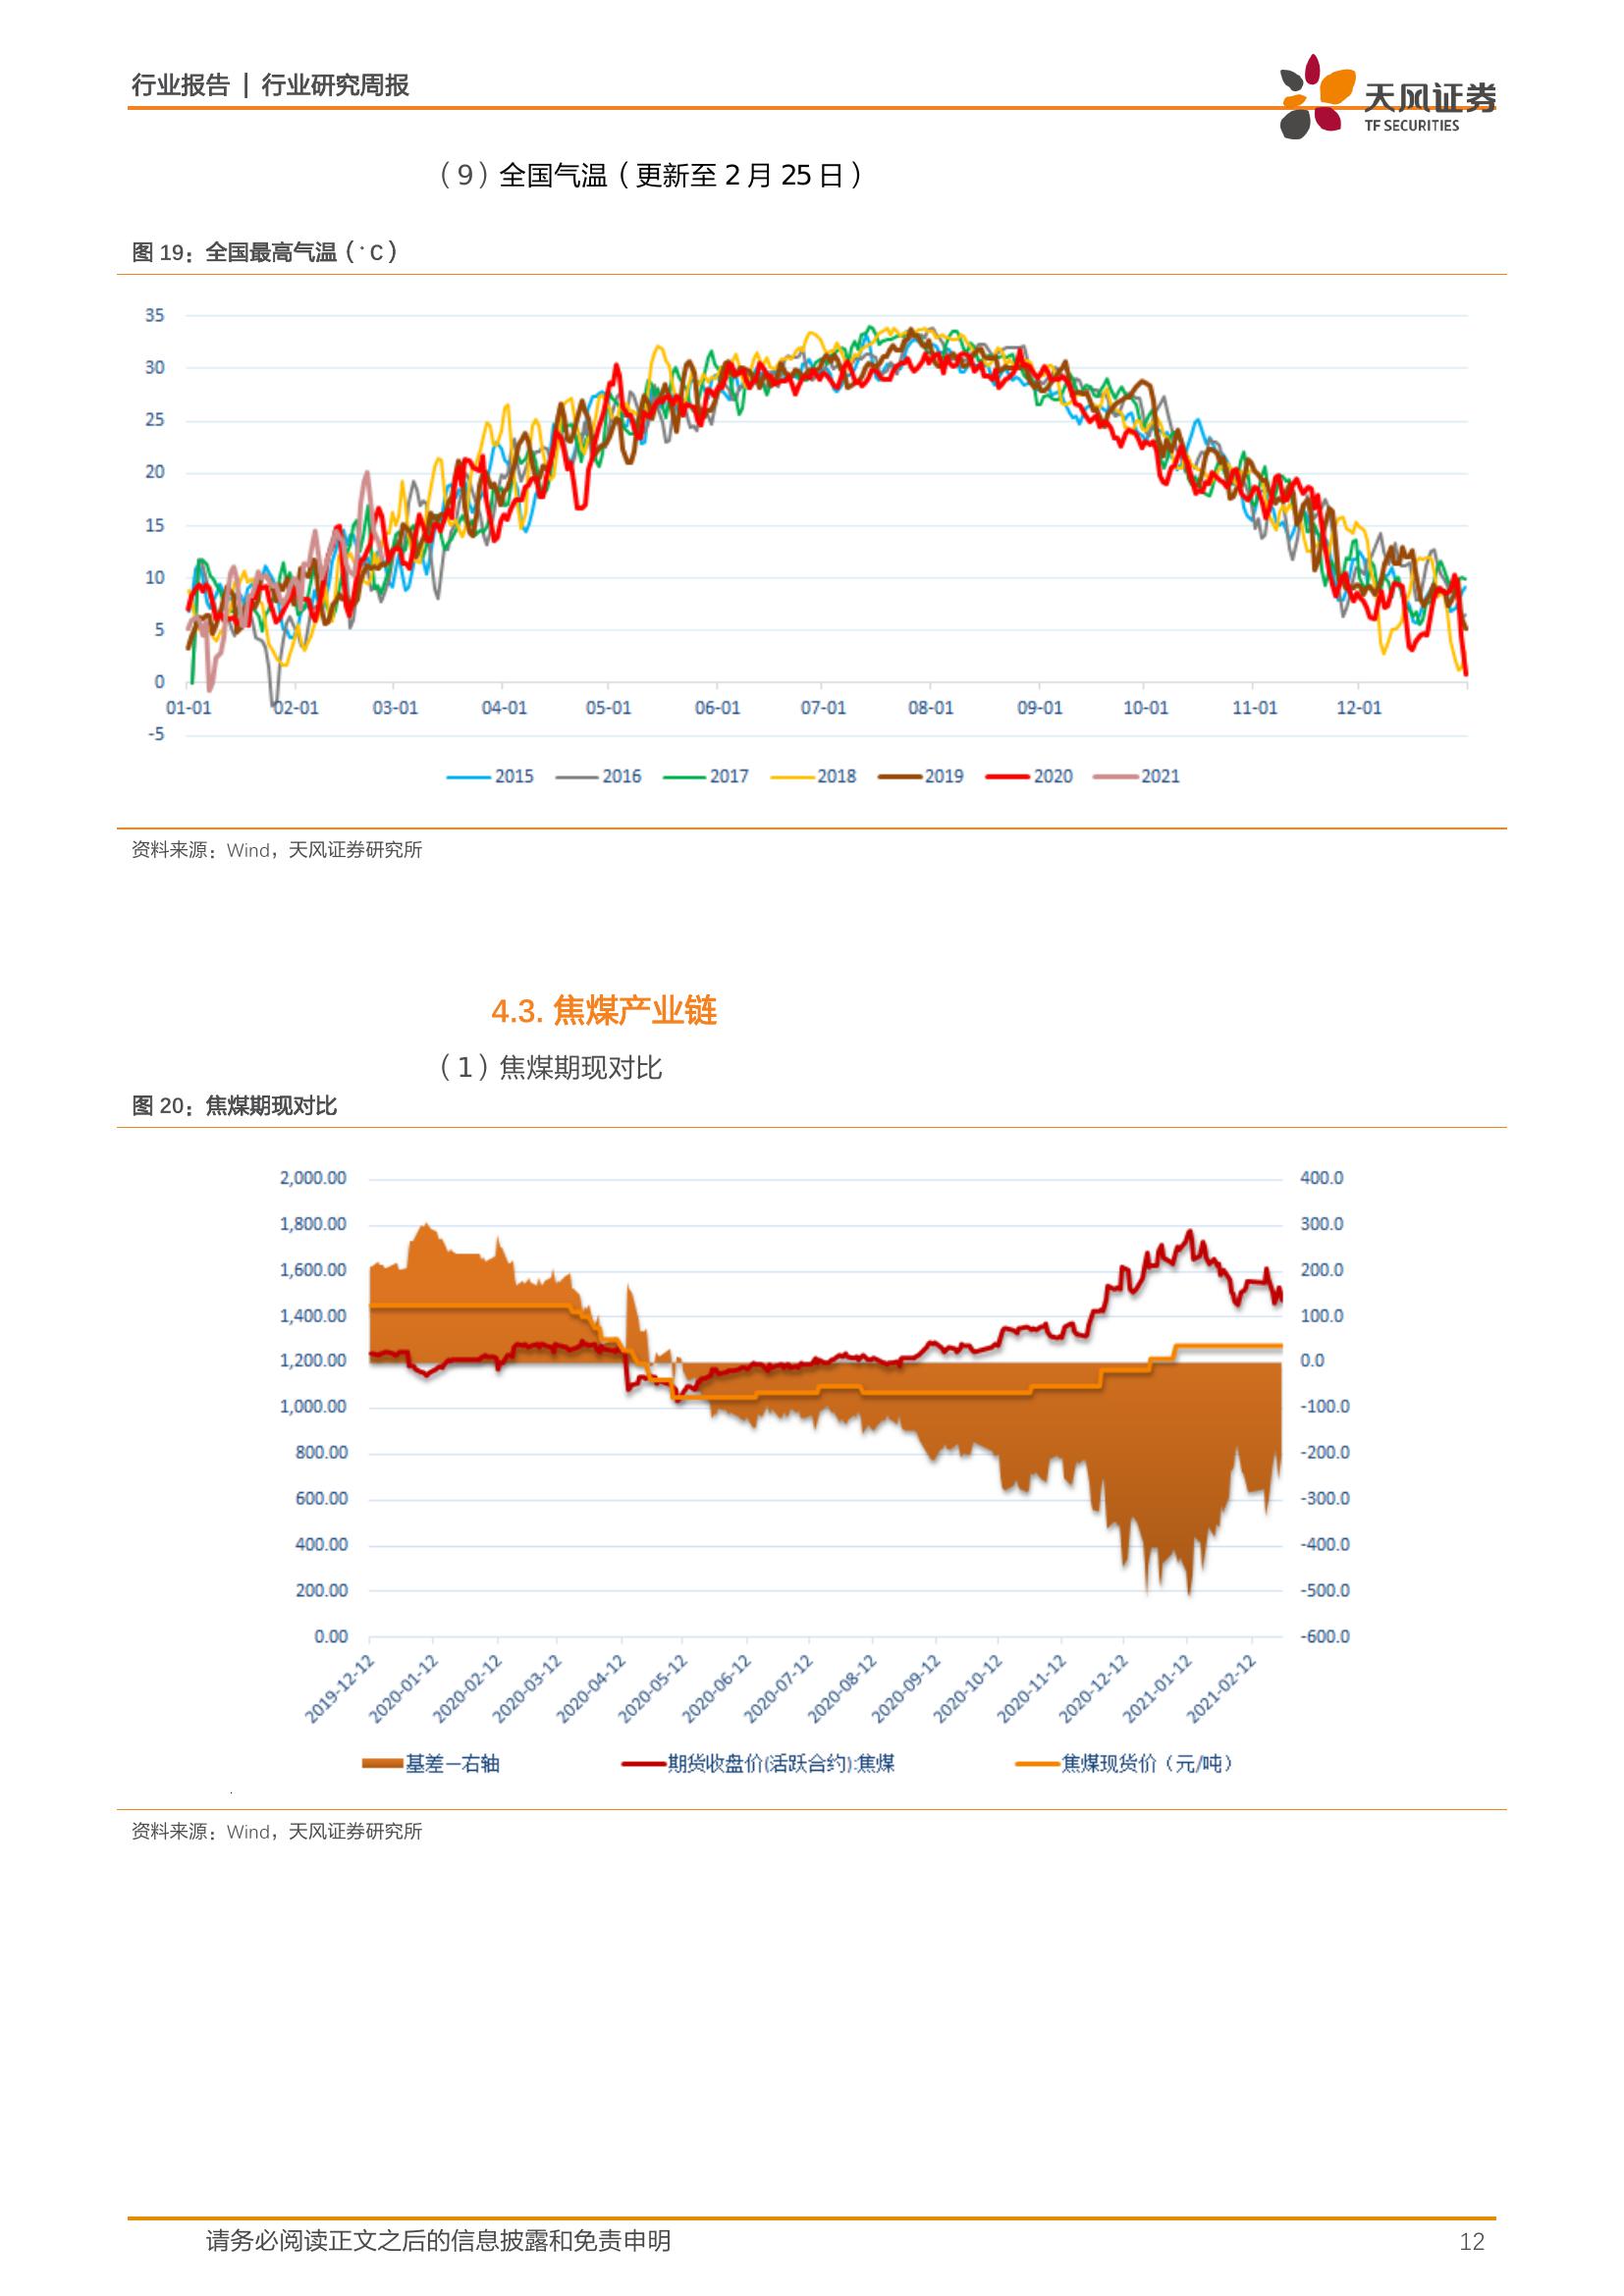 行业报告 | 行业研究周报
天风证券
TF SECURITIES
（9）全国气温（更新至 2 月 25 日）
图 19：全国最高气温（˙C）
35
30
25
20
15
10
5
0
-5
01-01 02-01 03-01 04-01 05-01 06-01 07-01 08-01 09-01 10-01 11-01 12-01
2015 2016 2017 2018 2019 2020 2021
资料来源：Wind，天风证券研究所
4.3. 焦煤产业链
（1）焦煤期现对比
图 20：焦煤期现对比
2,000.00 400.0
1,800.00 300.0
1,600.00 200.0
1,400.00 100.0
1,200.00 0.0
1,000.00 -100.0
800.00 -200.0
600.00 -300.0
400.00 -400.0
200.00 -500.0
0.00 -600.0
2019-12-12 2020-01-12 2020-02-12 2020-03-12 2020-04-12 2020-05-12 2020-06-12 2020-07-12 2020-08-12 2020-09-12 2020-10-12 2020-11-12 2020-12-12 2021-01-12 2021-02-12
基差—右轴 期货收盘价(活跃合约):焦煤 焦煤现货价（元/吨）
资料来源：Wind，天风证券研究所
请务必阅读正文之后的信息披露和免责申明 12